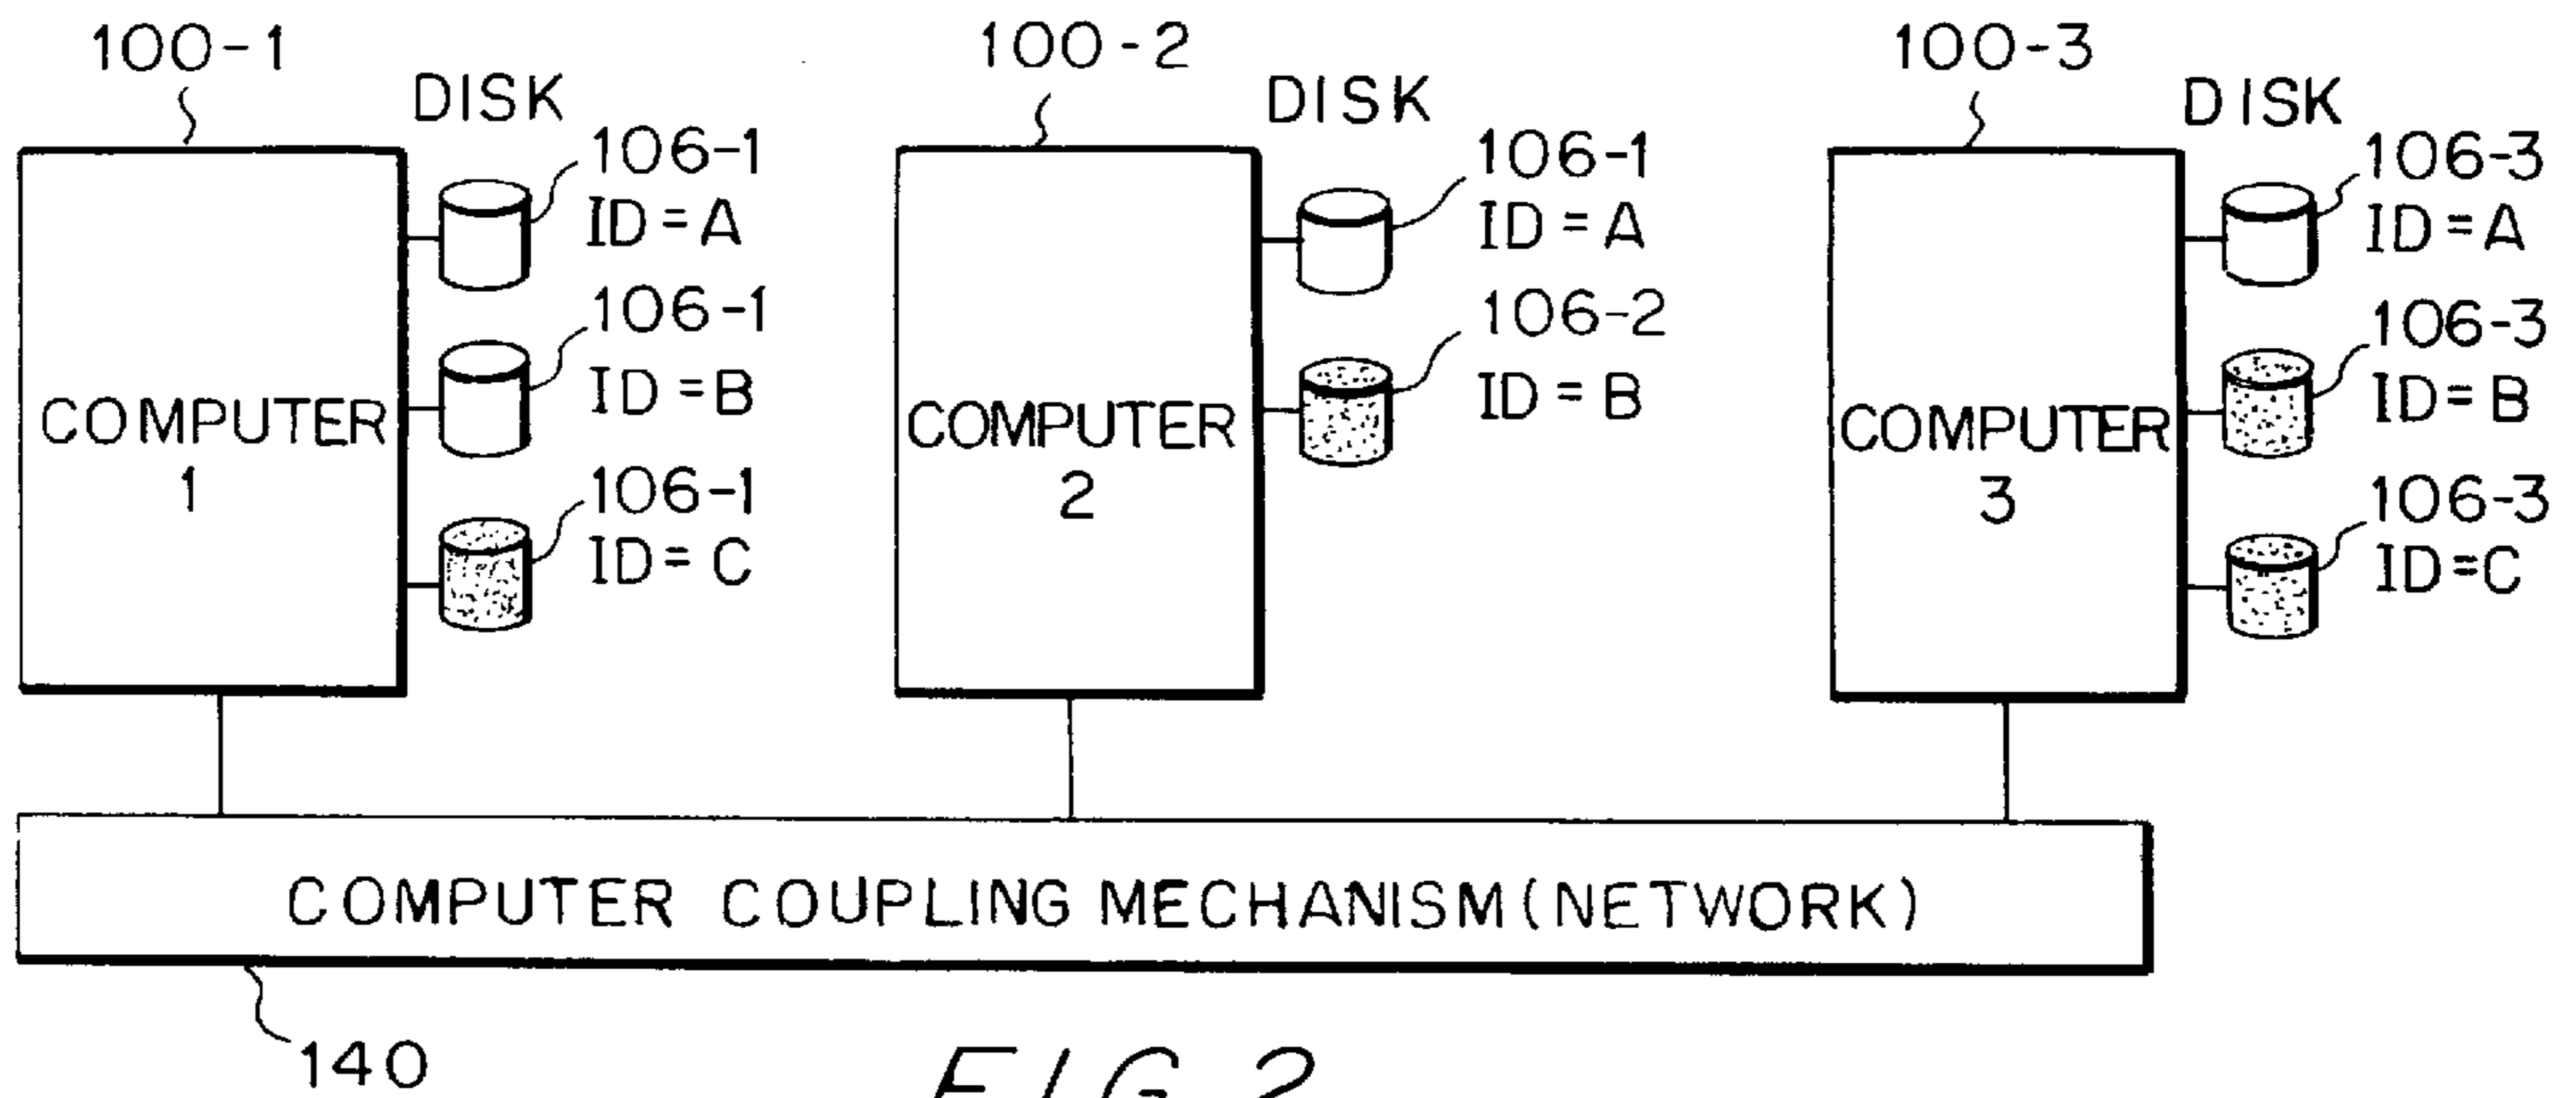 100-1
DISK
106-1
ID=A
106-1
ID=B
106-1
ID=C
COMPUTER
1
100-2
DISK
106-1
ID=A
106-2
ID=B
COMPUTER
2
100-3
DISK
106-3
ID=A
106-3
ID=B
106-3
ID=C
COMPUTER
3
COMPUTER COUPLING MECHANISM(NETWORK)
140
FIG. 2